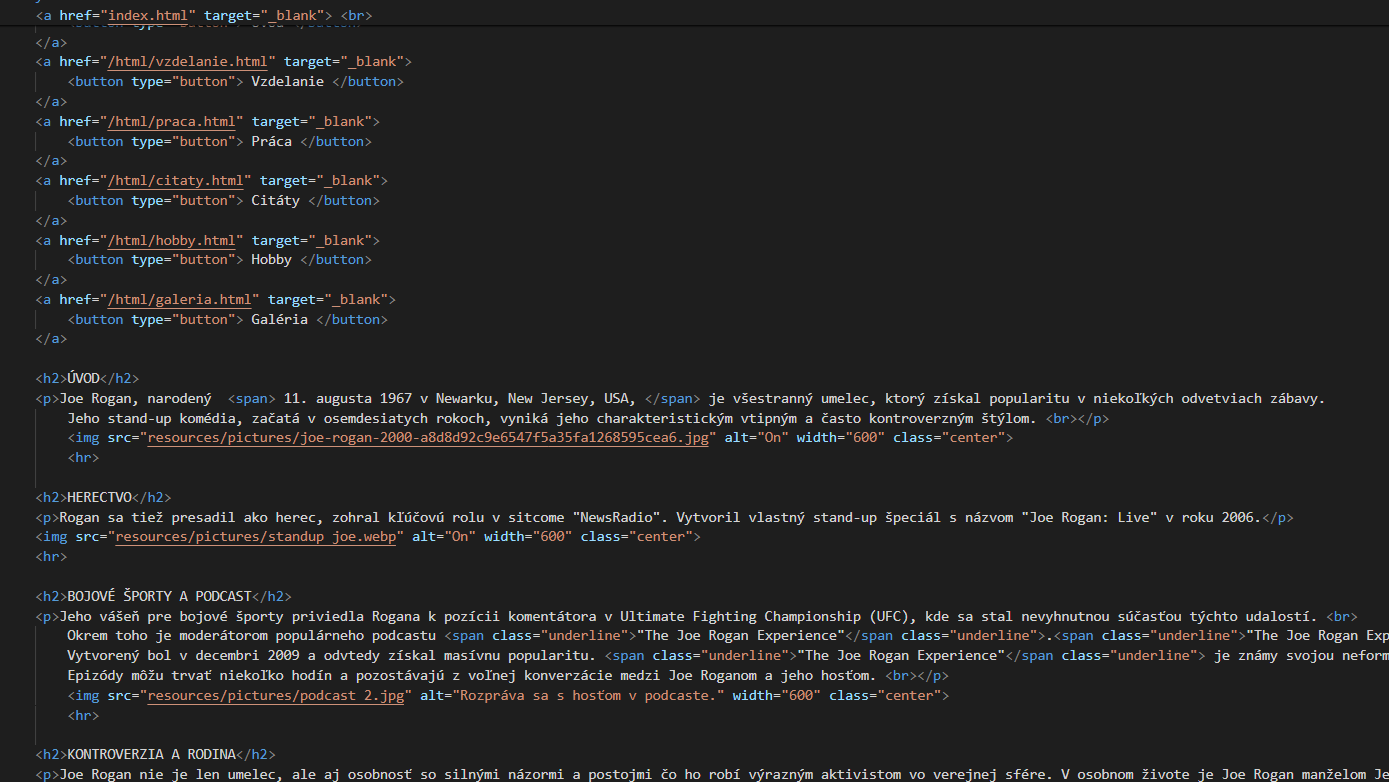 <a href="index.html" target="_blank"> <br>
</a>
<a href="/html/vzdelanie.html" target="_blank">
<button type="button"> Vzdelanie </button>
</a>
<a href="/html/praca.html" target="_blank">
<button type="button"> Práca </button>
</a>
<a href="/html/citaty.html" target="_blank">
<button type="button"> Citáty </button>
</a>
<a href="/html/hobby.html" target="_blank">
<button type="button"> Hobby </button>
</a>
<a href="/html/galeria.html" target="_blank">
<button type="button"> Galéria </button>
</a>
<h2>ÚVOD</h2>
<p>Joe Rogan, narodený  <span> 11. augusta 1967 v Newarku, New Jersey, USA, </span> je všestranný umelec, ktorý získal popularitu v niekoľkých odvetviach zábavy.
Jeho stand-up komédia, začatá v osemdesiatych rokoch, vyniká jeho charakteristickým vtipným a často kontroverzným štýlom. <br></p>
<img src="resources/pictures/joe-rogan-2000-a8d8d92c9e6547f5a35fa1268595cea6.jpg" alt="On" width="600" class="center">
<hr>
<h2>HERECTVO</h2>
<p>Rogan sa tiež presadil ako herec, zohral kľúčovú rolu v sitcome "NewsRadio". Vytvoril vlastný stand-up špeciál s názvom "Joe Rogan: Live" v roku 2006.</p>
<img src="resources/pictures/standup joe.webp" alt="On" width="600" class="center">
<hr>
<h2>BOJOVÉ ŠPORTY A PODCAST</h2>
<p>Jeho vášeň pre bojové športy priviedla Rogana k pozícii komentátora v Ultimate Fighting Championship (UFC), kde sa stal nevyhnutnou súčasťou týchto udalostí. <br>
Okrem toho je moderátorom populárneho podcastu <span class="underline">"The Joe Rogan Experience"</span class="underline">.<span class="underline">"The Joe Rogan Exp
Vytvorený bol v decembri 2009 a odvtedy získal masívnu popularitu. <span class="underline">"The Joe Rogan Experience"</span class="underline"> je známy svojou neform
Epizódy môžu trvať niekoľko hodín a pozostávajú z voľnej konverzácie medzi Joe Roganom a jeho hosťom. <br></p>
<img src="resources/pictures/podcast 2.jpg" alt="Rozpráva sa s hosťom v podcaste." width="600" class="center">
<hr>
<h2>KONTROVERZIA A RODINA</h2>
<p>Joe Rogan nie je len umelec, ale aj osobnosť so silnými názormi a postojmi čo ho robí výrazným aktivistom vo verejnej sfére. V osobnom živote je Joe Rogan manželom Je